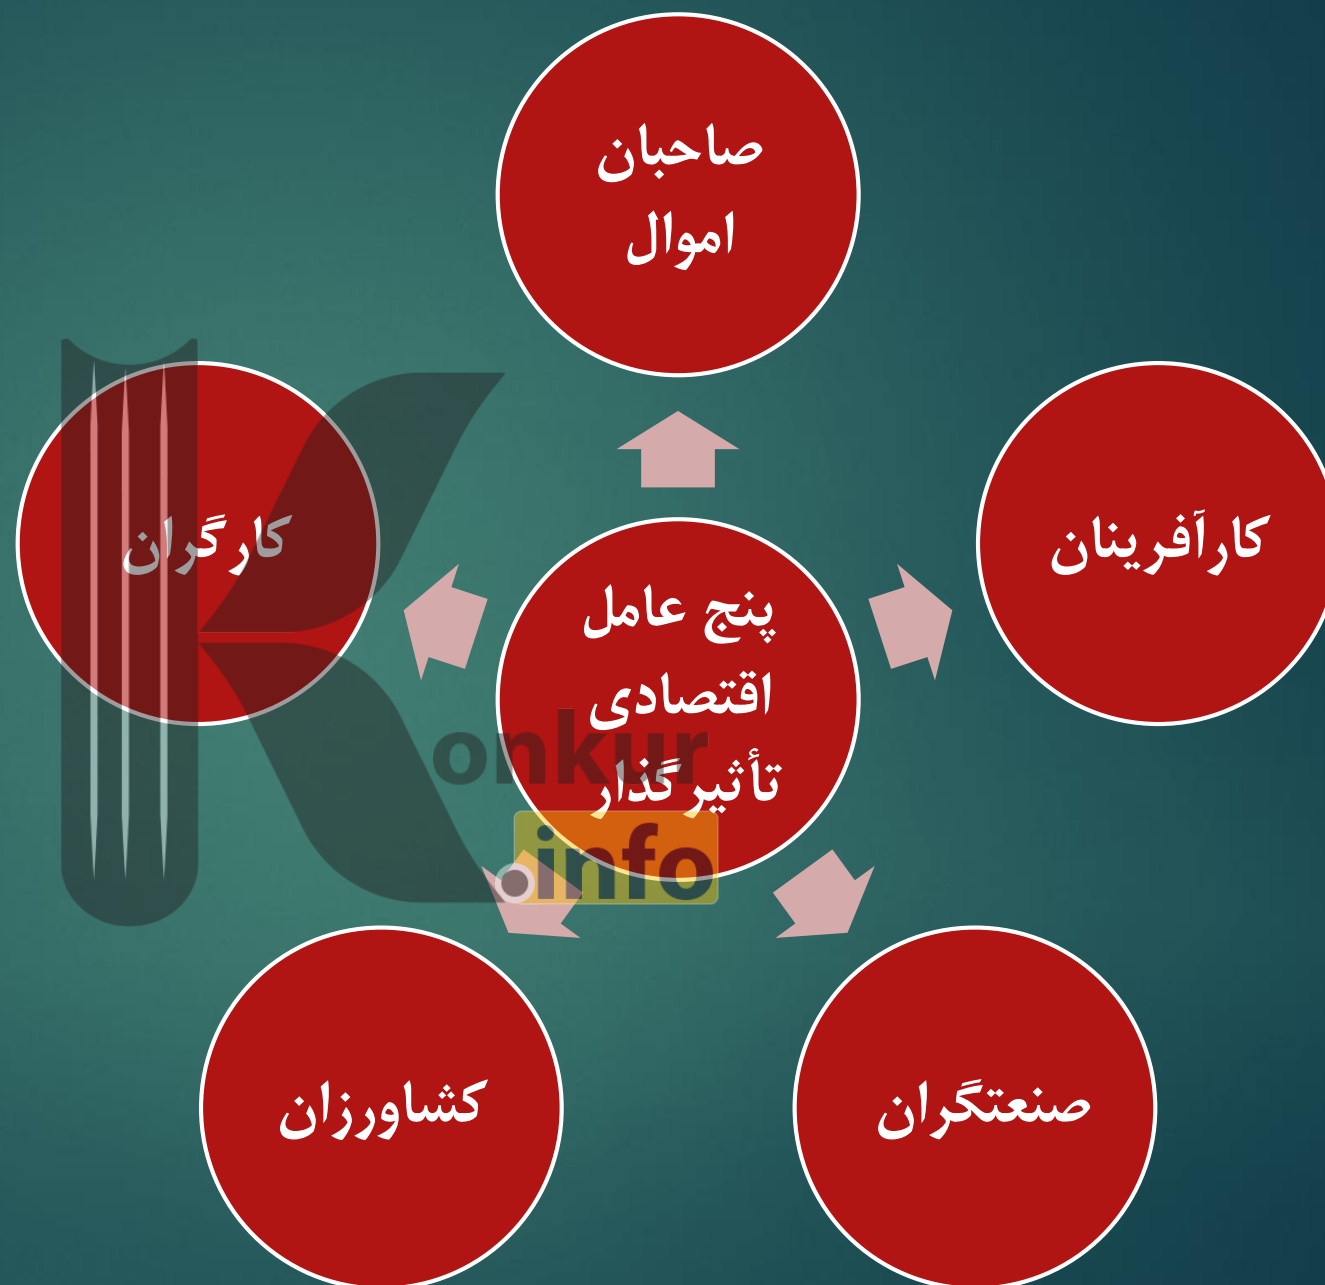 صاحبان
اموال
کارآفرینان
کارگران
پنج عامل
اقتصادی
تأثیرگذار
onkur
.info
صنعتگران
کشاورزان